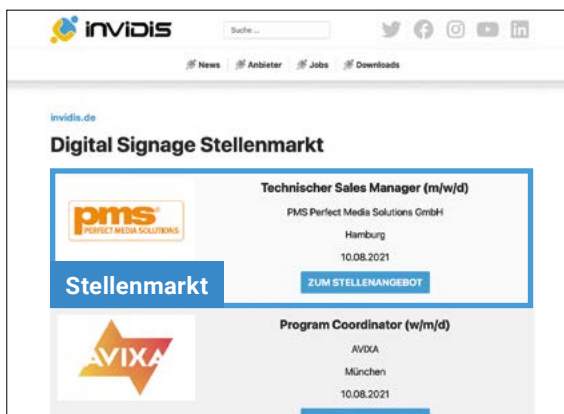 invidis
Suche ...
News Anbieter Jobs Downloads
invidis.de
Digital Signage Stellenmarkt
pms
PERFECT MEDIA SOLUTIONS
Technischer Sales Manager (m/w/d)
PMS Perfect Media Solutions GmbH
Hamburg
10.08.2021
ZUM STELLENANGEBOT
Stellenmarkt
AVIXA
Program Coordinator (w/m/d)
AVIXA
München
10.08.2021